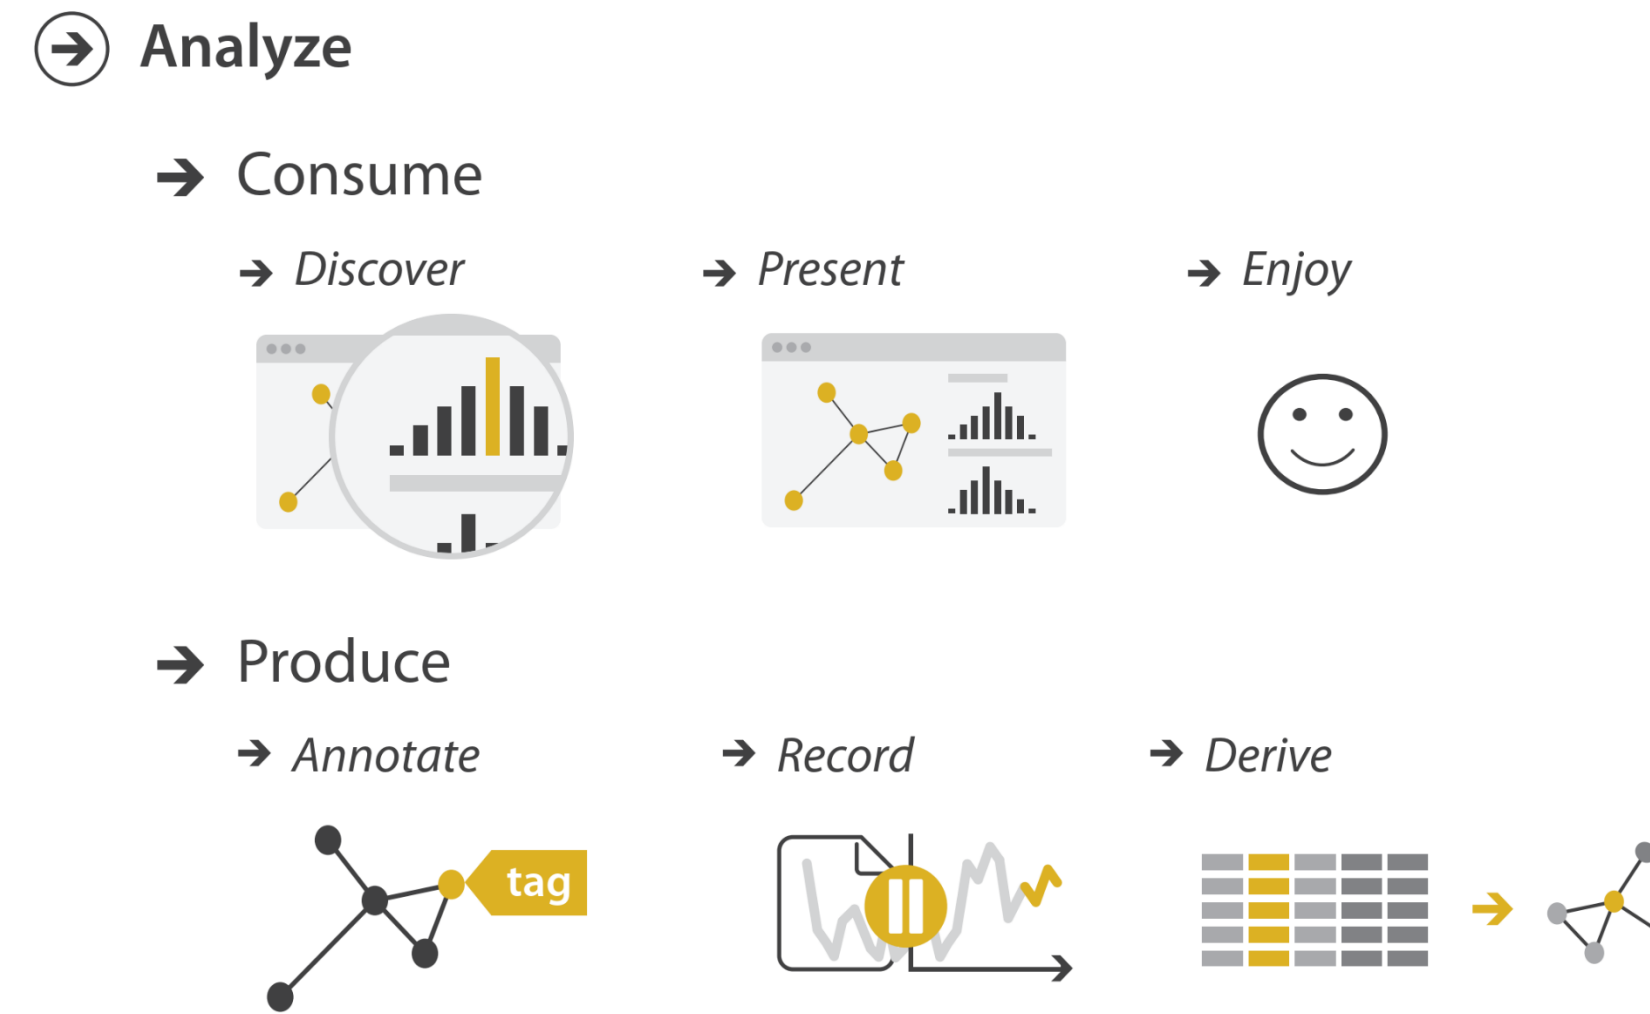 Analyze
Consume
Discover
Present
Enjoy
Produce
Annotate
Record
Derive
tag